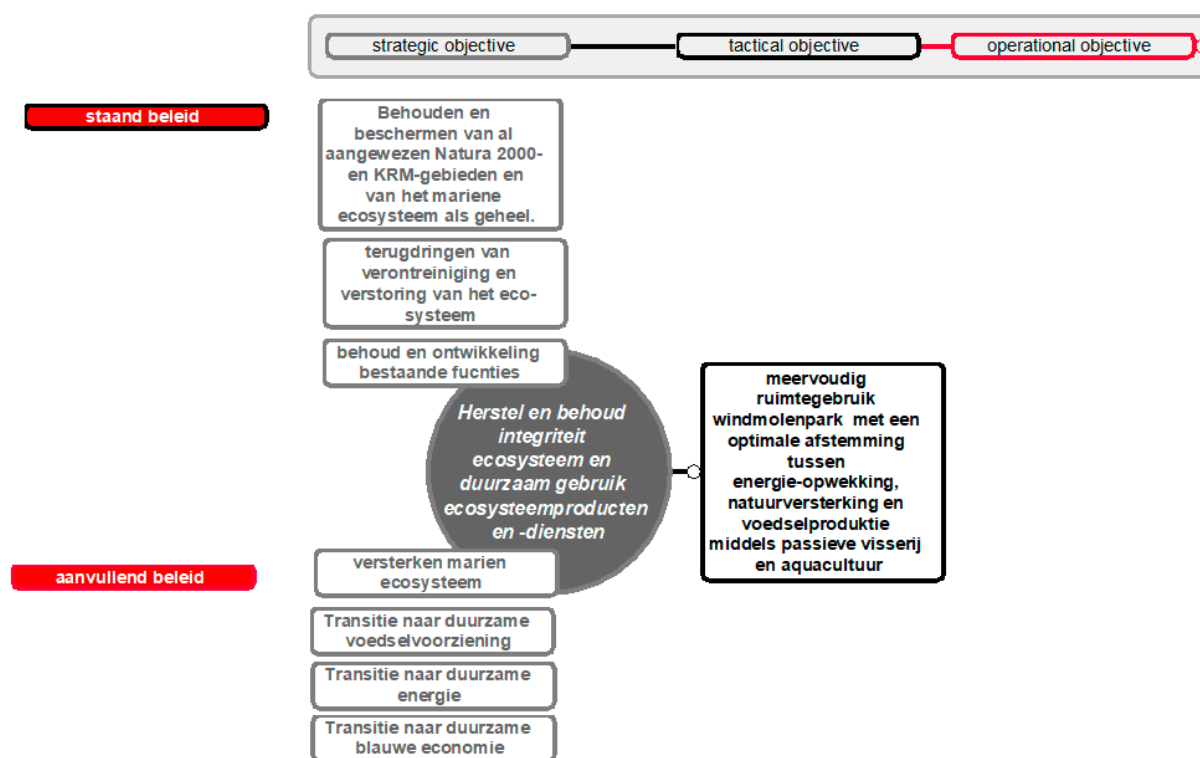 strategic objective
tactical objective
operational objective
staand beleid
Behouden en
beschermen van al
aangewezen Natura 2000-
en KRM-gebieden en
van het mariene
ecosysteem als geheel.
terugdringen van
verontreiniging en
verstoring van het eco-
systeem
behoud en ontwikkeling
bestaande fucnties
Herstel en behoud
integriteit
ecosysteem en
duurzaam gebruik
ecosysteemproducten
en -diensten
meervoudig
ruimtegebruik
windmolenpark met een
optimale afstemming
tussen
energie-opwekking,
natuurversterking en
voedselproduktie
middels passieve visserij
en aquacultuur
aanvullend beleid
versterken marien
ecosysteem
Transitie naar duurzame
voedselvoorziening
Transitie naar duurzame
energie
Transitie naar duurzame
blauwe economie